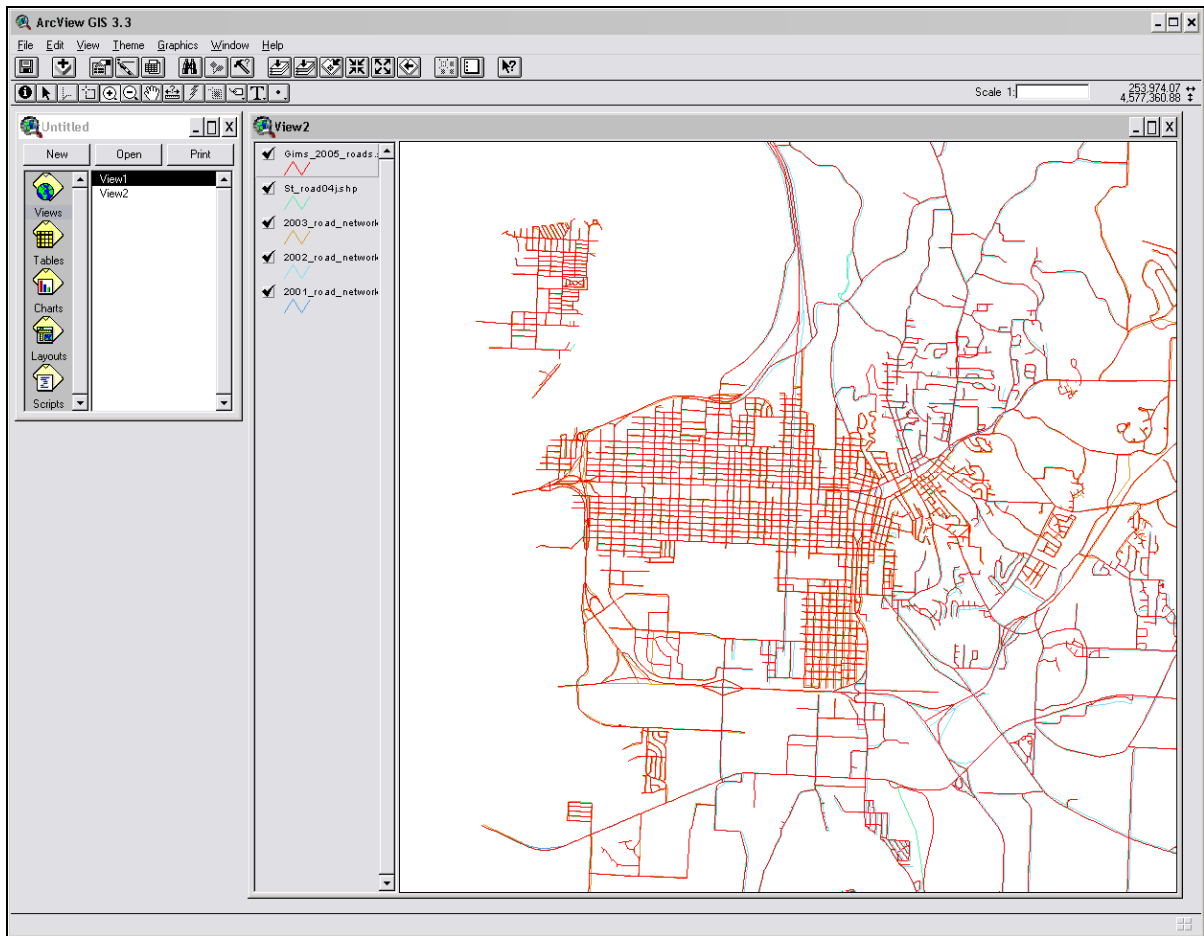 ArcView GIS 3.3
File Edit View Theme Graphics Window Help
Scale 1:
253,974.07
4,577,360.88
Untitled
New Open Print
Views
Tables
Charts
Layouts
Scripts
View1
View2
View2
Gims_2005_roads.
St_road04j.shp
2003_road_network
2002_road_network
2001_road_network